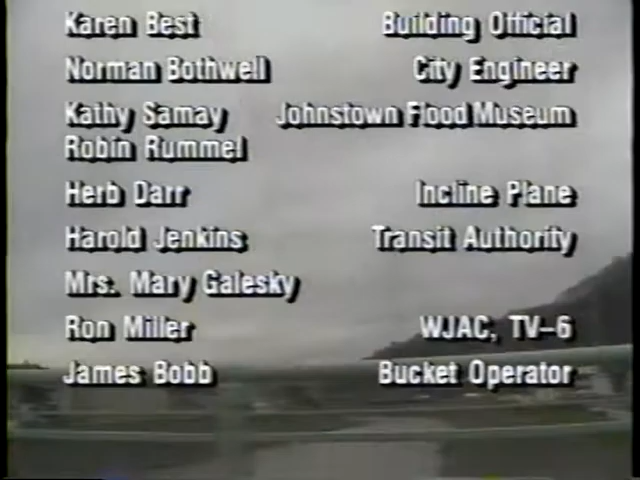 Karen Best Building Official
Norman Bothwell City Engineer
Kathy Samay Johnstown Flood Museum
Robin Rummel
Herb Darr Incline Plane
Harold Jenkins Transit Authority
Mrs. Mary Galesky
Ron Miller WJAC, TV-6
James Bobb Bucket Operator